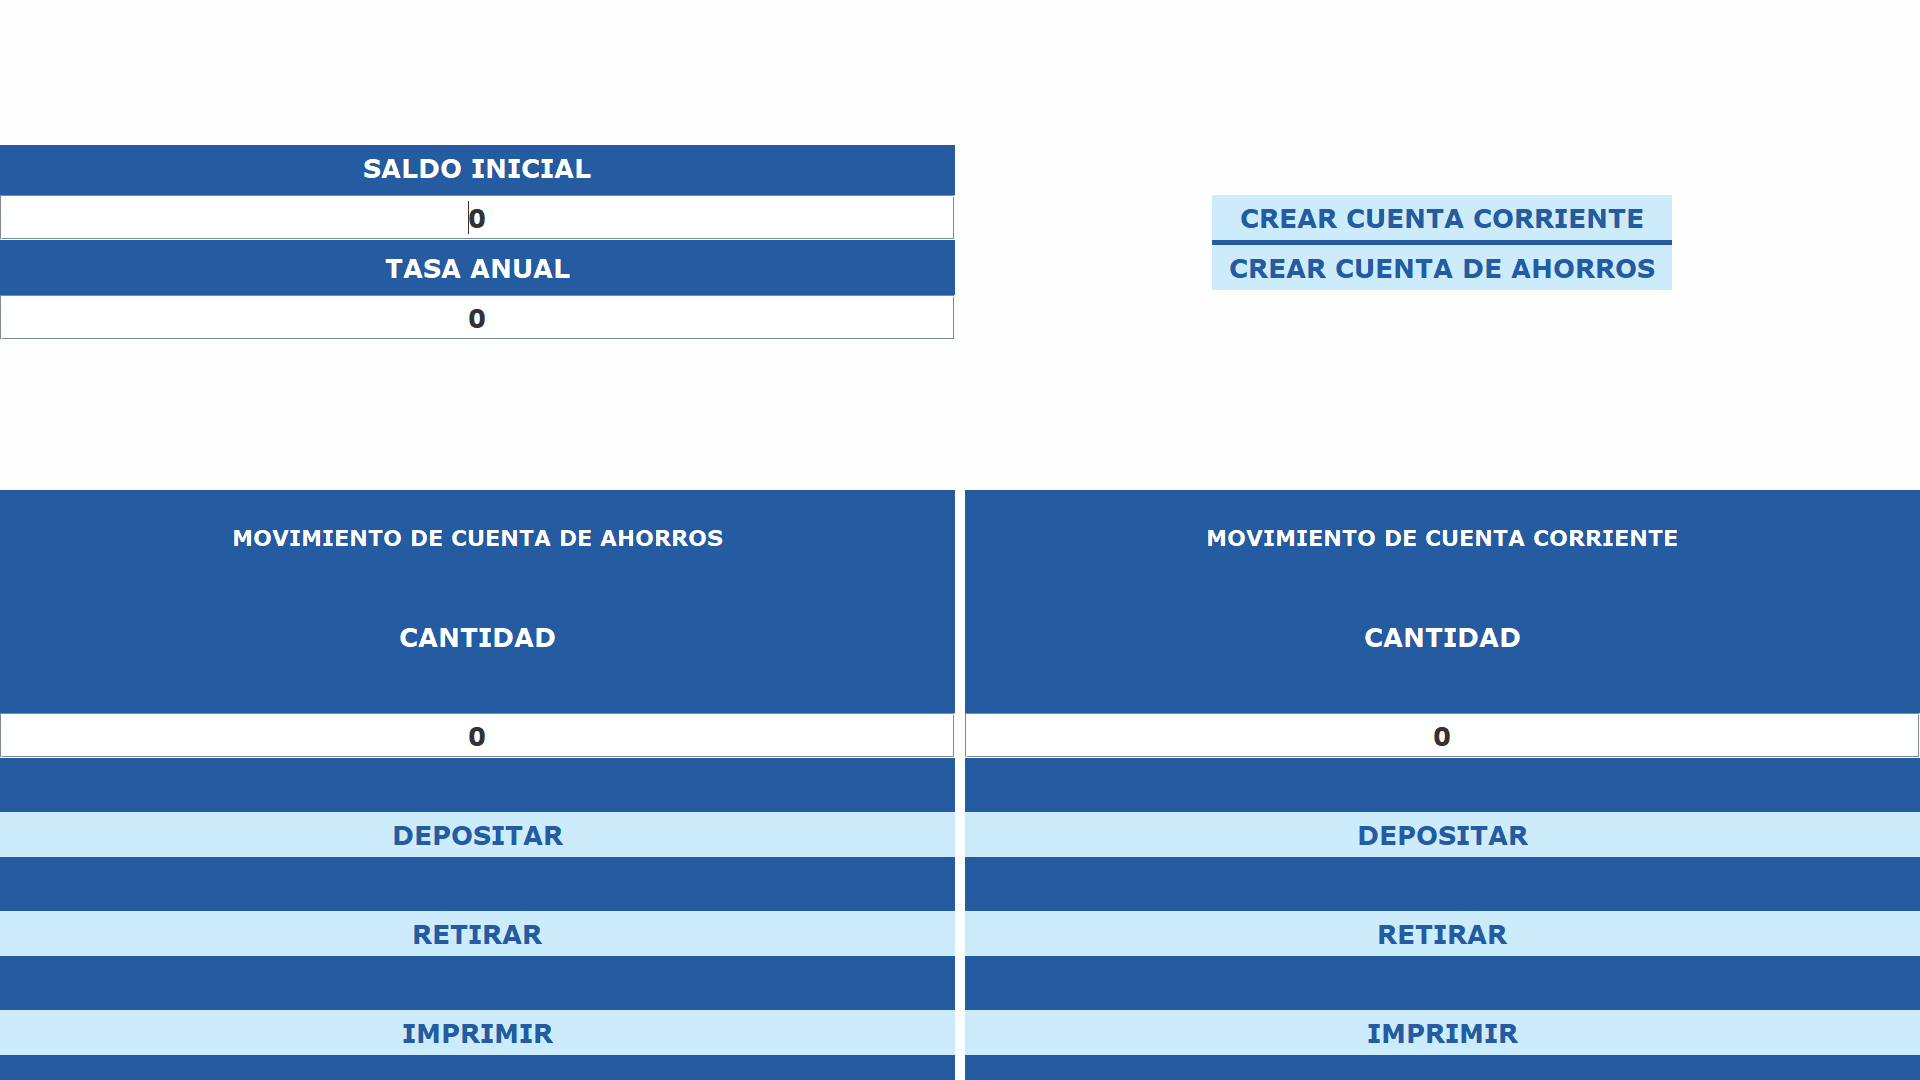 SALDO INICIAL
0
TASA ANUAL
0
CREAR CUENTA CORRIENTE
CREAR CUENTA DE AHORROS
MOVIMIENTO DE CUENTA DE AHORROS
CANTIDAD
0
DEPOSITAR
RETIRAR
IMPRIMIR
MOVIMIENTO DE CUENTA CORRIENTE
CANTIDAD
0
DEPOSITAR
RETIRAR
IMPRIMIR